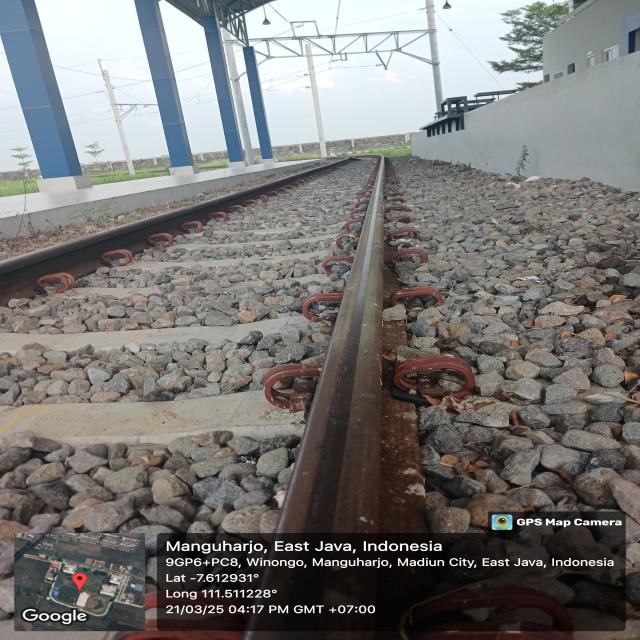 GPS Map Camera
Manguharjo, East Java, Indonesia
9GP6+PC8, Winongo, Manguharjo, Madiun City, East Java, Indonesia
Lat -7.612931°
Long 111.511228°
21/03/25 04:17 PM GMT +07:00
Google